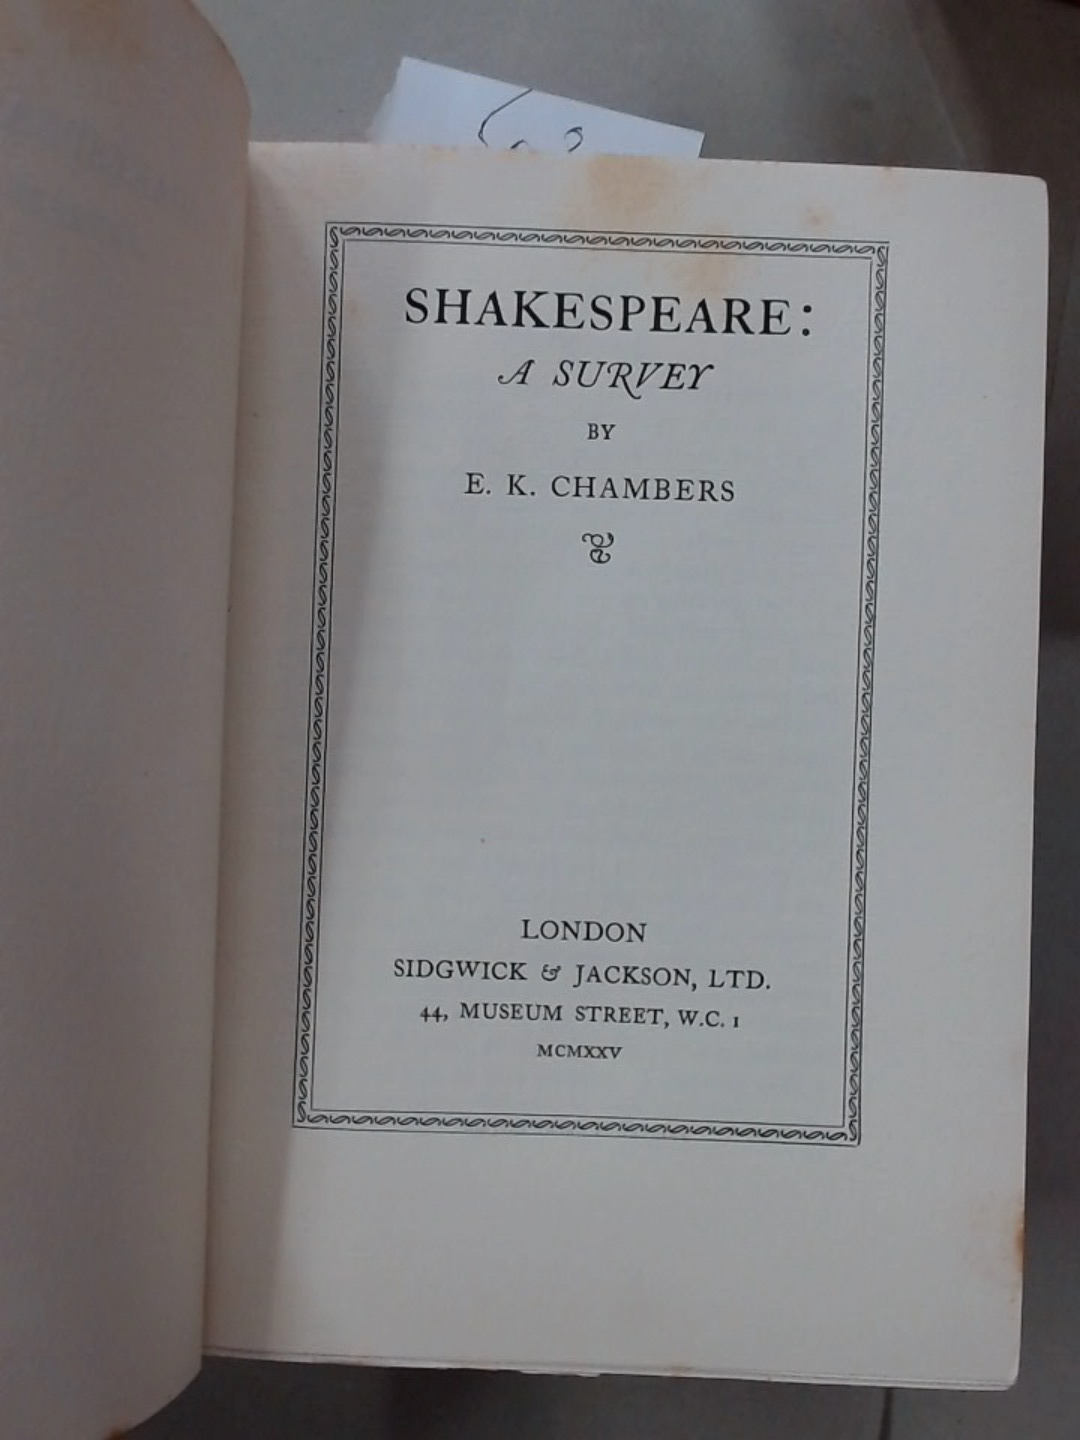 SHAKESPEARE:
A SURVEY
BY
E. K. CHAMBERS
LONDON
SIDGWICK & JACKSON, LTD.
44, MUSEUM STREET, W.C. 1
MCMXXV